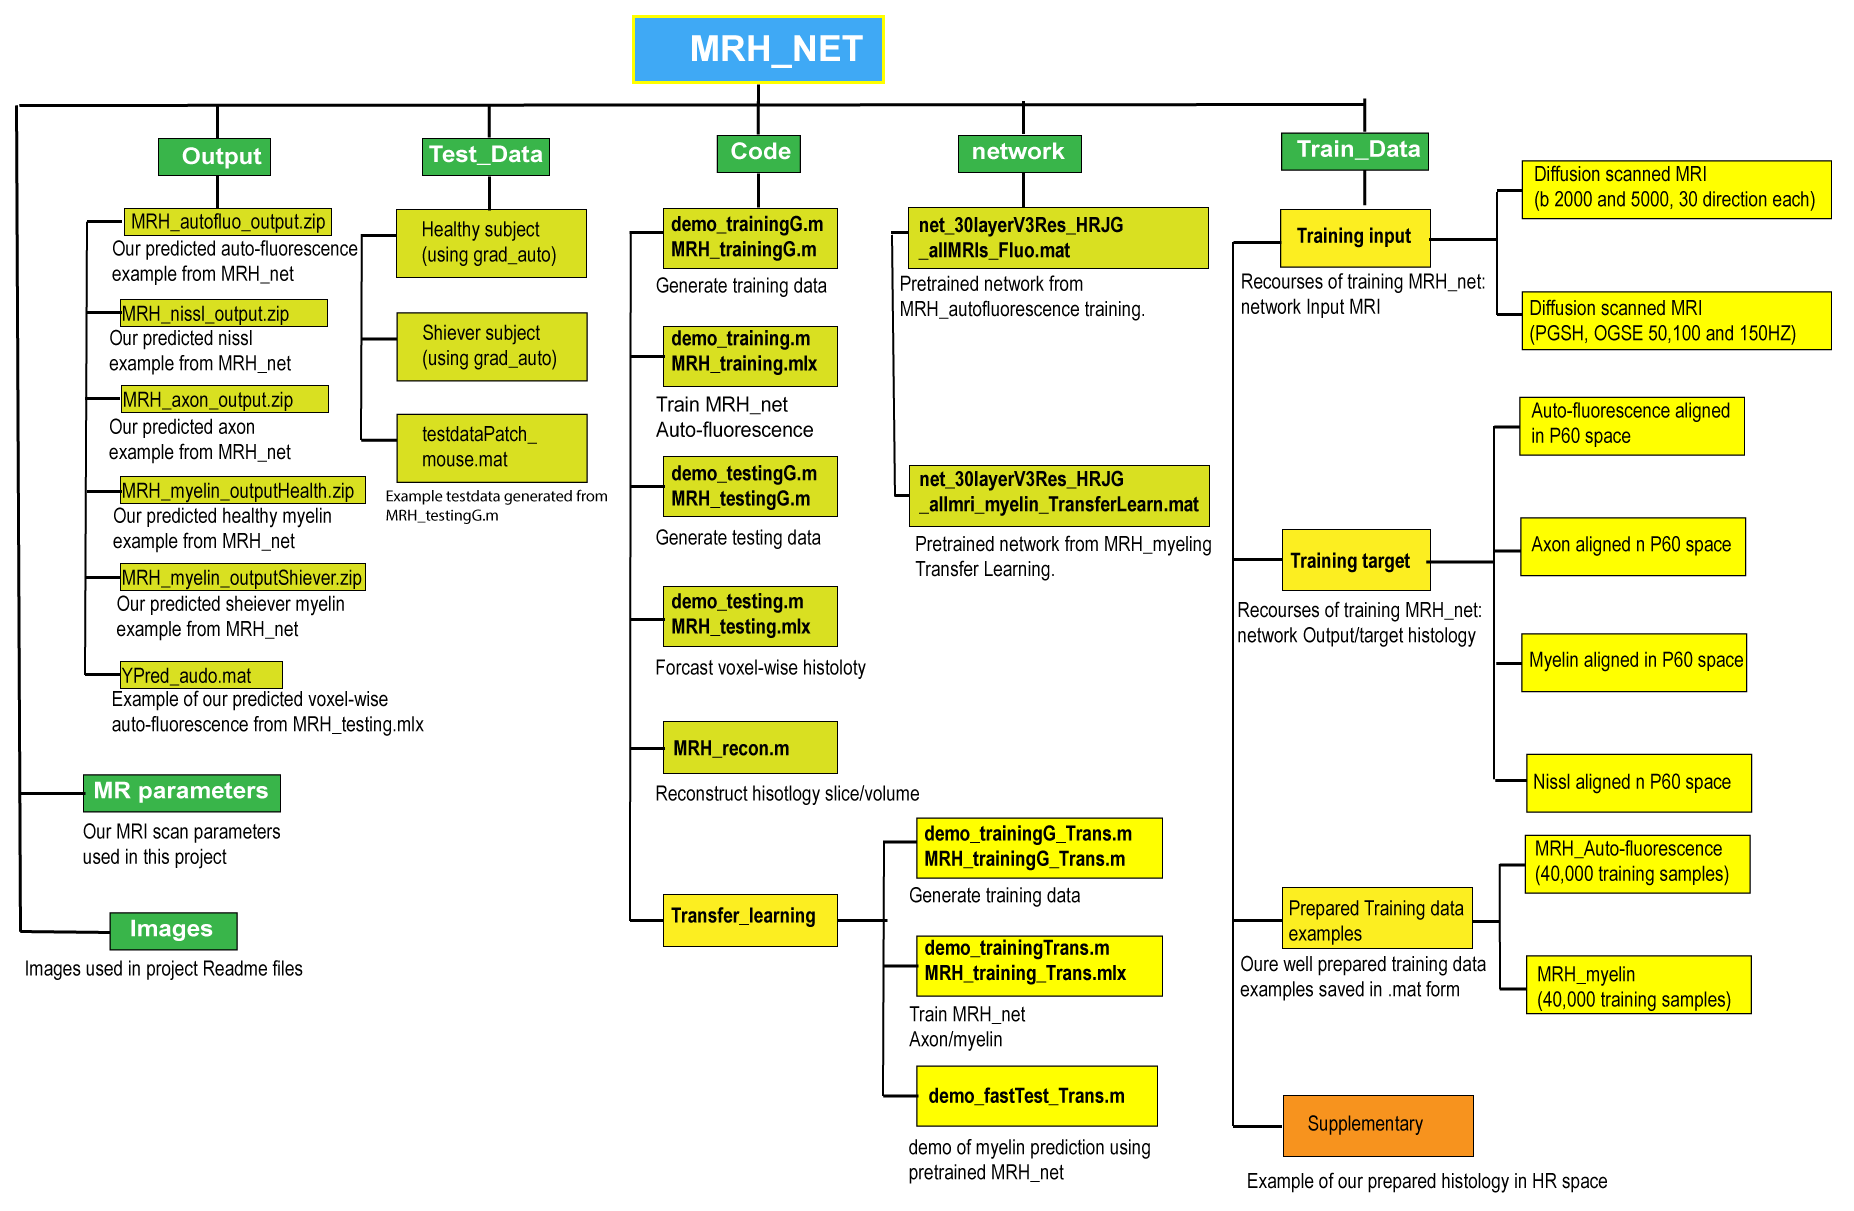 MRH_NET
Output
MRH_autofluo_output.zip
Our predicted auto-fluorescence
example from MRH_net
MRH_nissl_output.zip
Our predicted nissl
example from MRH_net
MRH_axon_output.zip
Our predicted axon
example from MRH_net
MRH_myelin_outputHealth.zip
Our predicted healthy myelin
example from MRH_net
MRH_myelin_outputShiever.zip
Our predicted sheiever myelin
example from MRH_net
YPred_audo.mat
Example of our predicted voxel-wise
auto-fluorescence from MRH_testing.mlx
MR parameters
Our MRI scan parameters
used in this project
Images
Images used in project Readme files
Test_Data
Healthy subject
(using grad_auto)
Shiever subject
(using grad_auto)
testdataPatch_
mouse.mat
Example testdata generated from
MRH_testingG.m
Code
demo_trainingG.m
MRH_trainingG.m
Generate training data
demo_training.m
MRH_training.mlx
Train MRH_net
Auto-fluorescence
demo_testingG.m
MRH_testingG.m
Generate testing data
demo_testing.m
MRH_testing.mlx
Forcast voxel-wise histoloty
MRH_recon.m
Reconstruct hisotlogy slice/volume
Transfer_learning
demo_trainingG_Trans.m
MRH_trainingG_Trans.m
Generate training data
demo_trainingTrans.m
MRH_training_Trans.mlx
Train MRH_net
Axon/myelin
demo_fastTest_Trans.m
demo of myelin prediction using
pretrained MRH_net
network
net_30layerV3Res_HRJG
_allMRIs_Fluo.mat
Pretrained network from
MRH_autofluorescence training.
net_30layerV3Res_HRJG
_allmri_myelin_TransferLearn.mat
Pretrained network from MRH_myeling
Transfer Learning.
Train_Data
Training input
Recourses of training MRH_net:
network Input MRI
Diffusion scanned MRI
(b 2000 and 5000, 30 direction each)
Diffusion scanned MRI
(PGSH, OGSE 50,100 and 150HZ)
Training target
Recourses of training MRH_net:
network Output/target histology
Auto-fluorescence aligned
in P60 space
Axon aligned n P60 space
Myelin aligned in P60 space
Nissl aligned n P60 space
Prepared Training data
examples
Oure well prepared training data
examples saved in .mat form
MRH_Auto-fluorescence
(40,000 training samples)
MRH_myelin
(40,000 training samples)
Supplementary
Example of our prepared histology in HR space